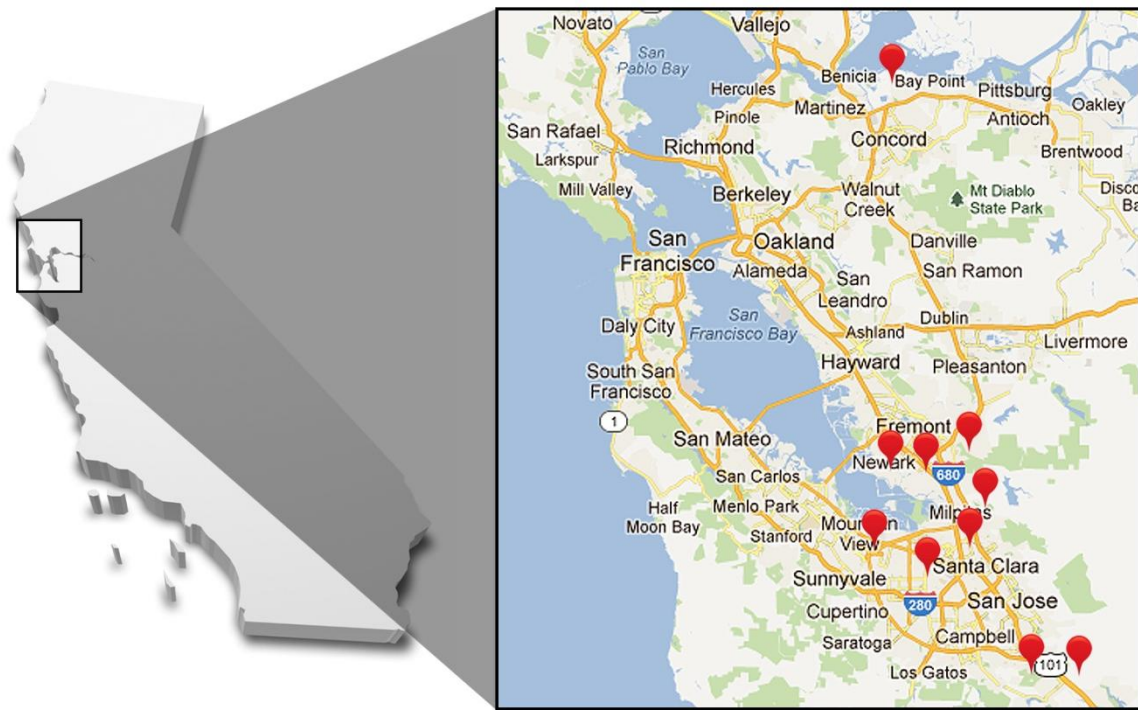 Novato
Vallejo
San
Pablo Bay
Benicia
Bay Point
Hercules
Pittsburg
Martinez
Oakley
Pinole
Antioch
San Rafael
Concord
Richmond
Larkspur
Brentwood
Mill Valley
Berkeley
Walnut
Creek
Mt Diablo
State Park
Disco
Ba
San
Francisco
Oakland
Danville
Alameda
San Ramon
San
Leandro
San
Francisco Bay
Dublin
Daly City
Ashland
Livermore
Hayward
Pleasanton
South San
Francisco
1
Fremont
San Mateo
Newark
680
San Carlos
Half
Moon Bay
Menlo Park
Milpitas
Stanford
Mountain
View
Santa Clara
Sunnyvale
280
San Jose
Cupertino
Saratoga
Campbell
Los Gatos
101